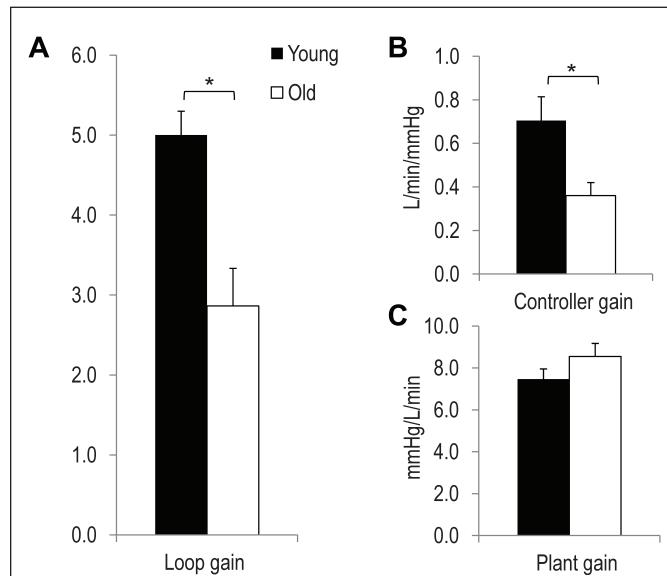 A
6.0
5.0
4.0
3.0
2.0
1.0
0.0
*
Loop gain
Young
Old
B
L/min/mmHg
1.0
0.8
0.6
0.4
0.2
0.0
*
Controller gain
C
mmHg/L/min
10.0
8.0
6.0
4.0
2.0
0.0
Plant gain